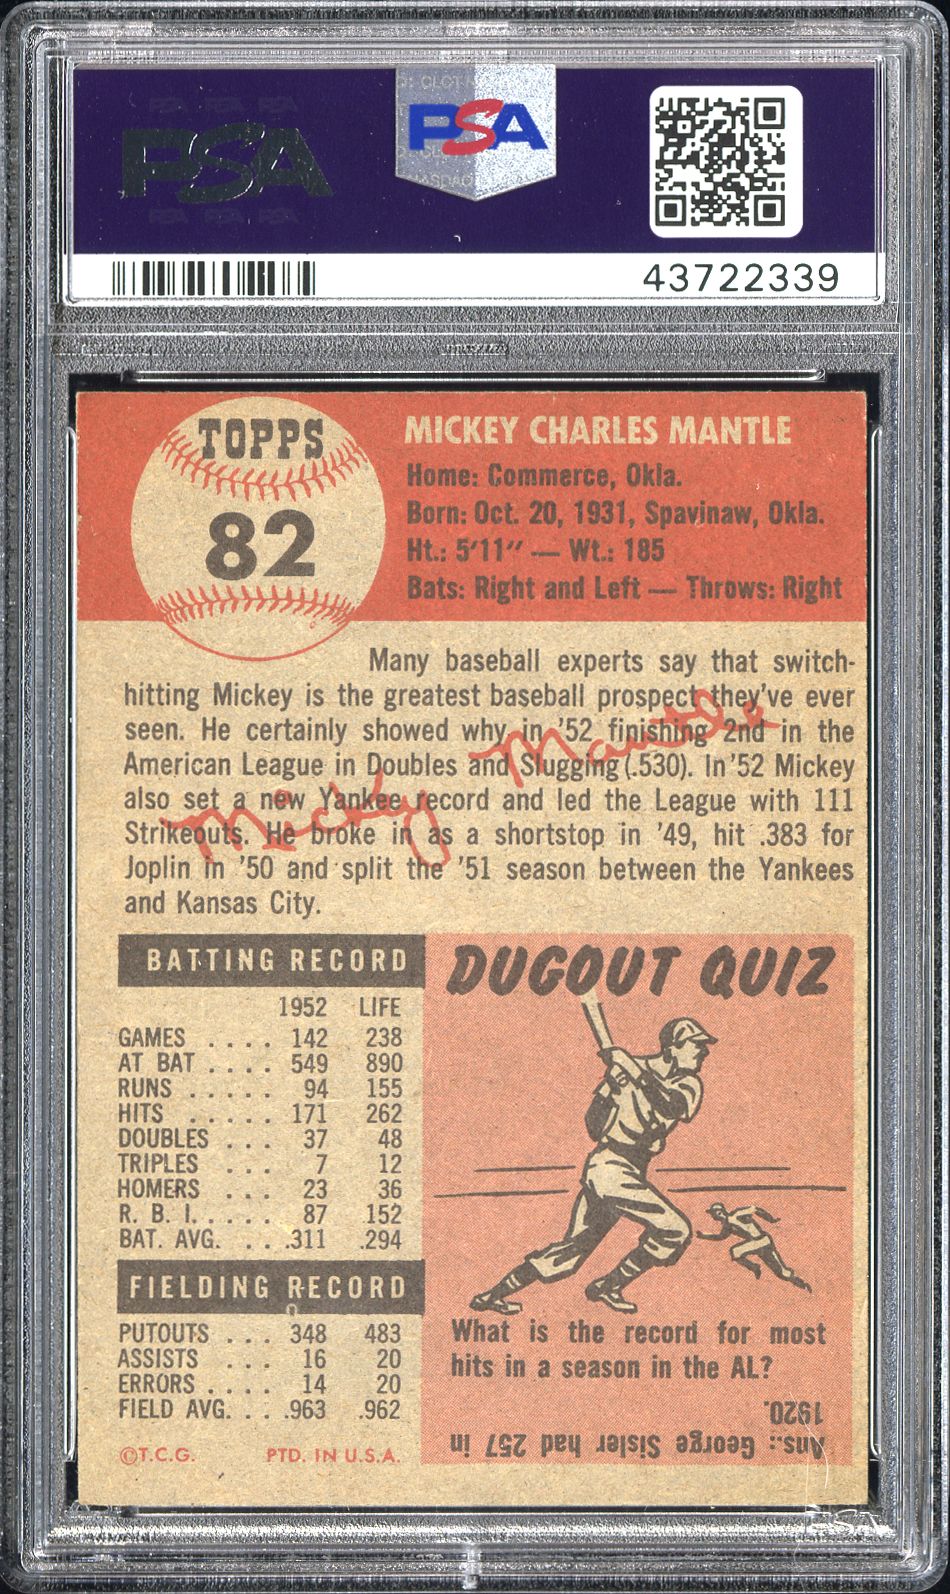 PSA
PSA
43722339
TOPPS
82
MICKEY CHARLES MANTLE
Home: Commerce, Okla.
Born: Oct. 20, 1931, Spavinaw, Okla.
Ht.: 5'11" — Wt.: 185
Bats: Right and Left — Throws: Right
Many baseball experts say that switch-
hitting Mickey is the greatest baseball prospect they've ever
seen. He certainly showed why in '52 finishing 2nd in the
American League in Doubles and Slugging (.530). In '52 Mickey
also set a new Yankee record and led the League with 111
Strikeouts. He broke in as a shortstop in '49, hit .383 for
Joplin in '50 and split the '51 season between the Yankees
and Kansas City.
Mickey Mantle
BATTING RECORD
1952 LIFE
GAMES .... 142 238
AT BAT .... 549 890
RUNS ..... 94 155
HITS ..... 171 262
DOUBLES ... 37 48
TRIPLES ... 7 12
HOMERS ... 23 36
R. B. I. .... 87 152
BAT. AVG. .. .311 .294
FIELDING RECORD
PUTOUTS ... 348 483
ASSISTS ... 16 20
ERRORS .... 14 20
FIELD AVG. .. .963 .962
©T.C.G. PTD. IN U.S.A.
DUGOUT QUIZ
What is the record for most
hits in a season in the AL?
Ans.: George Sisler had 257 in
1920.